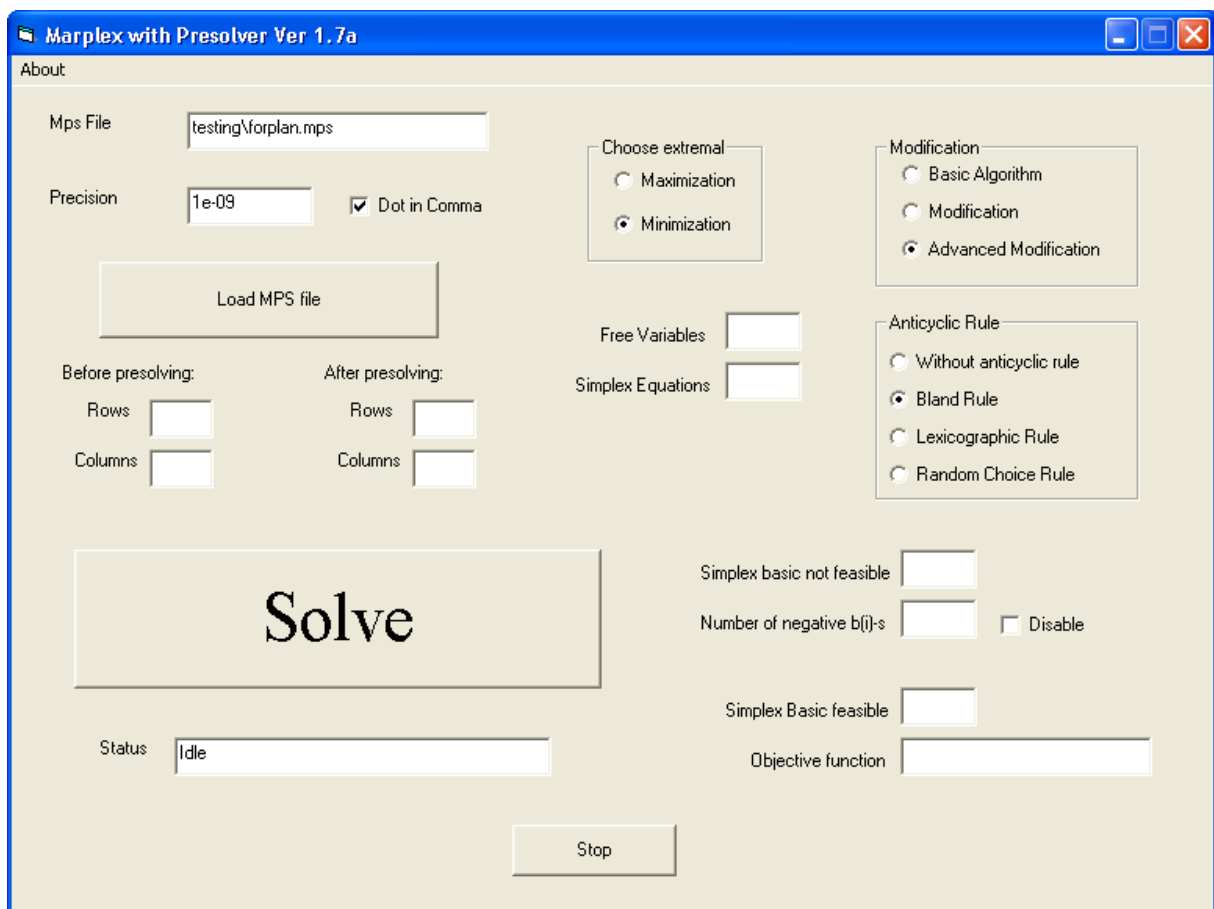 Marplex with Presolver Ver 1.7a
About
Mps File
testing\forplan.mps
Precision
1e-09
Dot in Comma
Load MPS file
Choose extremal
Maximization
Minimization
Modification
Basic Algorithm
Modification
Advanced Modification
Free Variables
Simplex Equations
Anticyclic Rule
Without anticyclic rule
Bland Rule
Lexicographic Rule
Random Choice Rule
Before presolving:
Rows
Columns
After presolving:
Rows
Columns
Solve
Simplex basic not feasible
Number of negative b(i)-s
Disable
Simplex Basic feasible
Objective function
Status
Idle
Stop